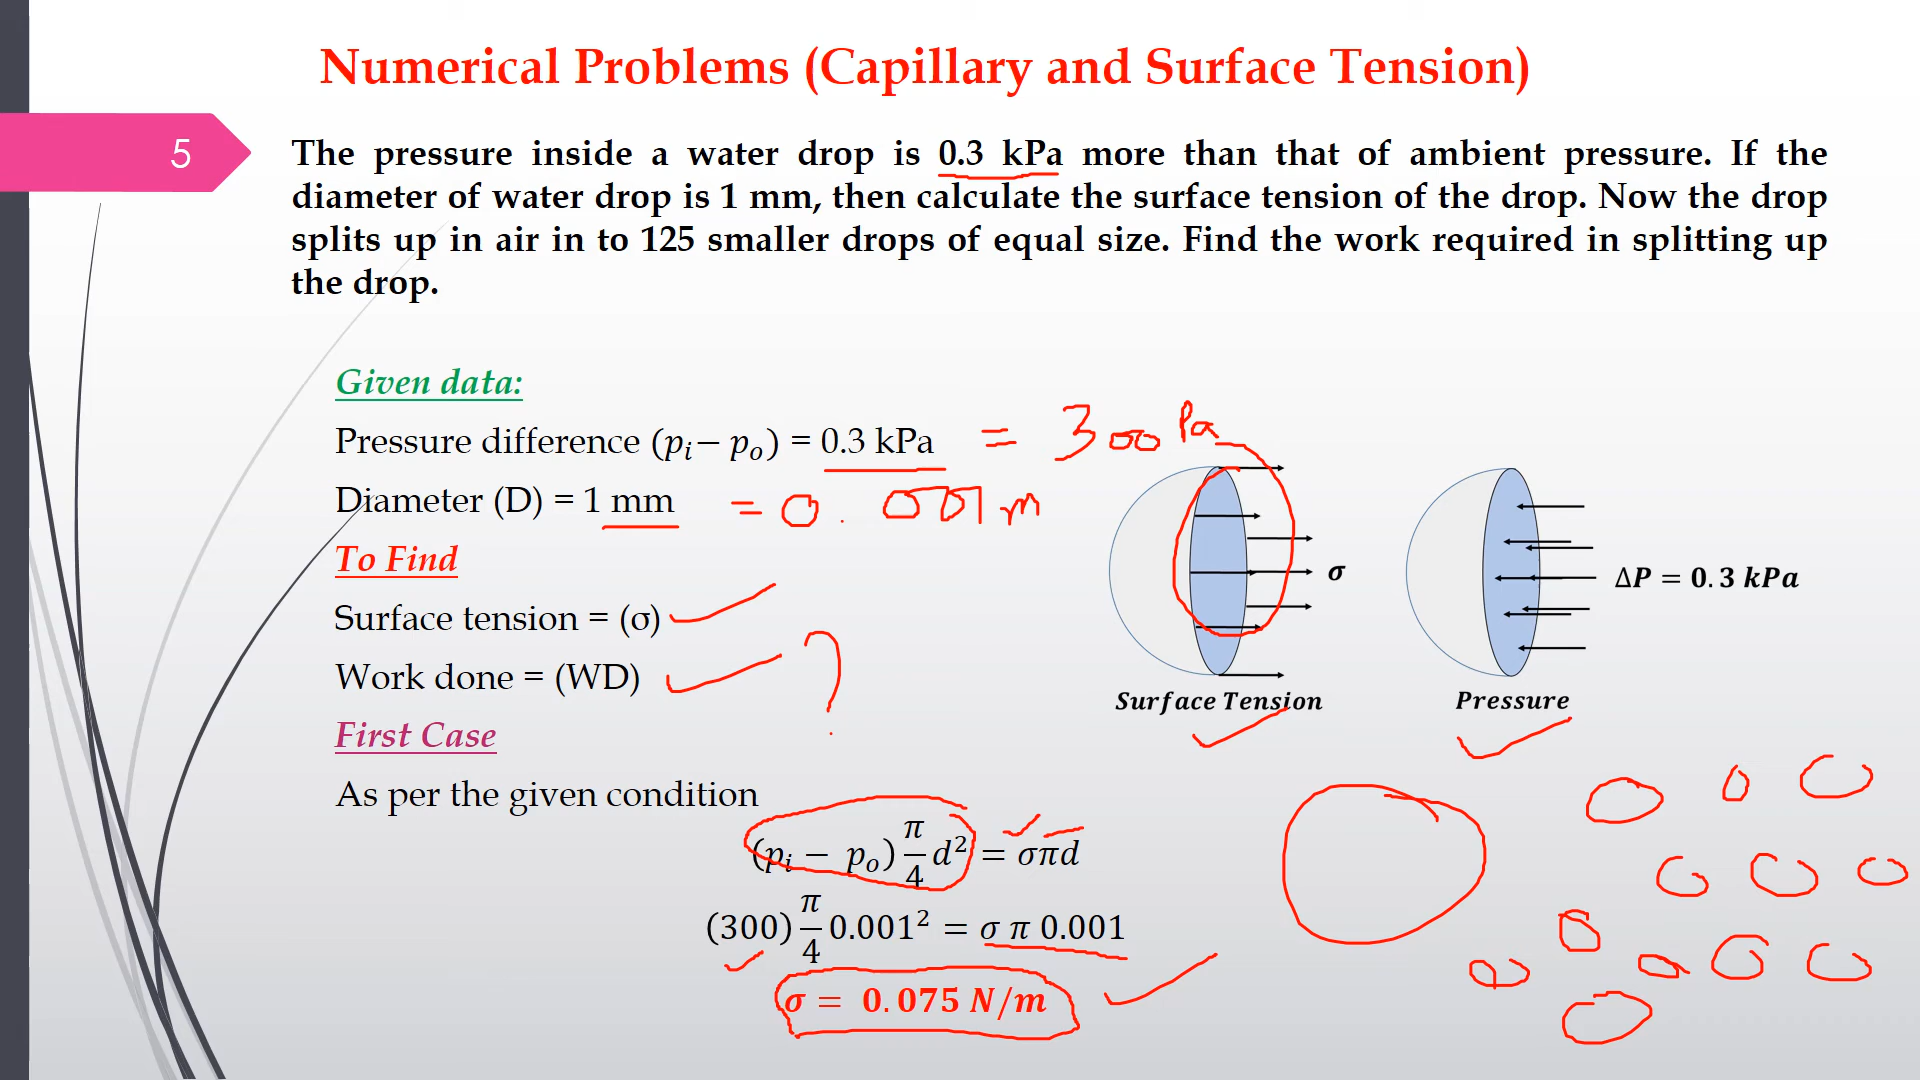 Numerical Problems (Capillary and Surface Tension)
5
The pressure inside a water drop is 0.3 kPa more than that of ambient pressure. If the
diameter of water drop is 1 mm, then calculate the surface tension of the drop. Now the drop
splits up in air in to 125 smaller drops of equal size. Find the work required in splitting up
the drop.
Given data:
Pressure difference (pᵢ− pₒ) = 0.3 kPa = 300 Pa
Diameter (D) = 1 mm = 0.001 m
To Find
Surface tension = (σ)
Work done = (WD) ?
σ
ΔP = 0.3 kPa
Surface Tension
Pressure
First Case
As per the given condition
(pᵢ − pₒ) π/4 d² = σπd
(300) π/4 0.001² = σ π 0.001
σ = 0.075 N/m